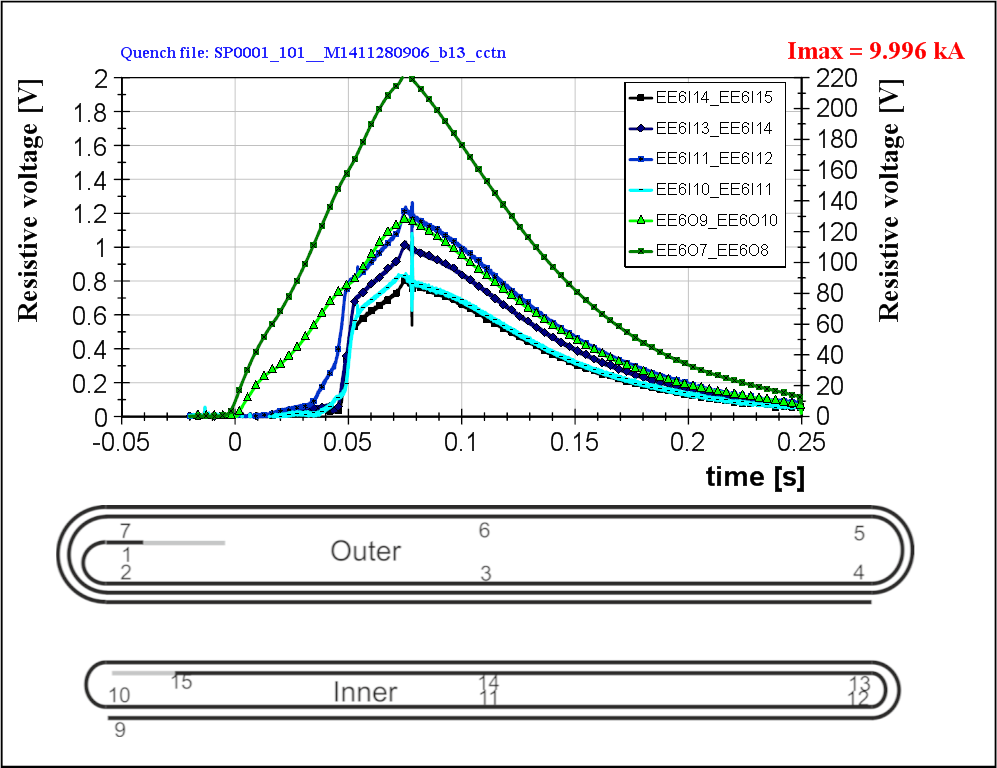 Quench file: SP0001_101__M1411280906_b13_cctn
Imax = 9.996 kA
Resistive voltage [V]
2
1.8
1.6
1.4
1.2
1
0.8
0.6
0.4
0.2
0
EE6I14_EE6I15
EE6I13_EE6I14
EE6I11_EE6I12
EE6I10_EE6I11
EE6O9_EE6O10
EE6O7_EE6O8
220
200
180
160
140
120
100
80
60
40
20
0
Resistive voltage [V]
-0.05 0 0.05 0.1 0.15 0.2 0.25
time [s]
7 6 5
1 Outer
2 3 4
15 14 13
10 Inner 11 12
9